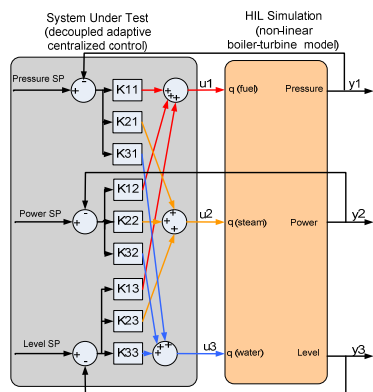 System Under Test
(decoupled adaptive
centralized control)
HIL Simulation
(non-linear
boiler-turbine model)
Pressure SP
-
+
K11
K21
K31
+
+
+
u1
q (fuel)
Pressure
y1
Power SP
-
+
K12
K22
K32
+
+
+
u2
q (steam)
Power
y2
Level SP
+
-
K13
K23
K33
+
+
+
u3
q (water)
Level
y3